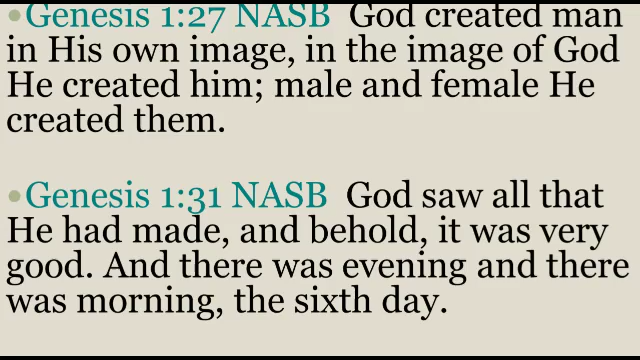 •Genesis 1:27 NASB God created man
in His own image, in the image of God
He created him; male and female He
created them.
•Genesis 1:31 NASB God saw all that
He had made, and behold, it was very
good. And there was evening and there
was morning, the sixth day.